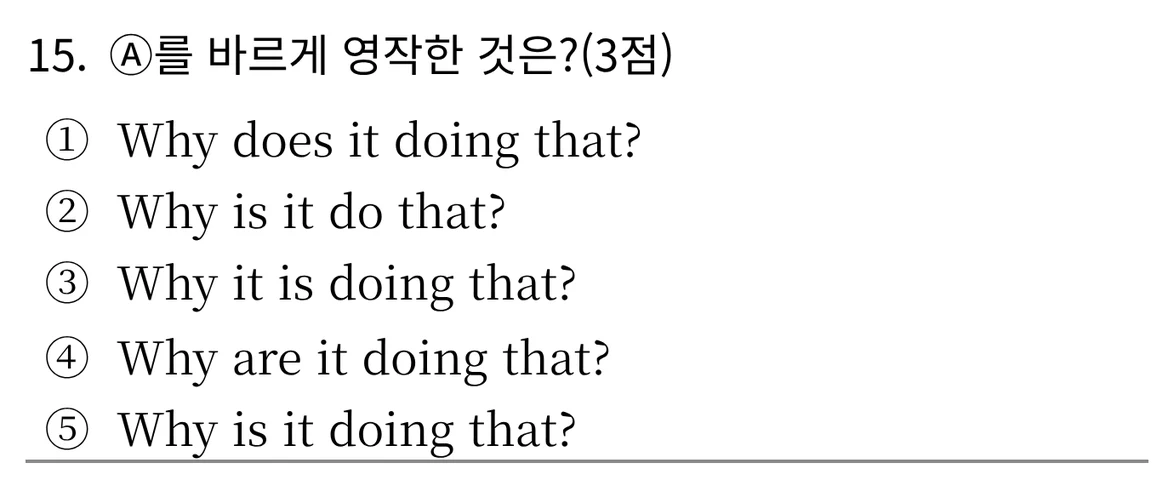 15. Ⓐ를 바르게 영작한 것은?(3점)
① Why does it doing that?
② Why is it do that?
③ Why it is doing that?
④ Why are it doing that?
⑤ Why is it doing that?